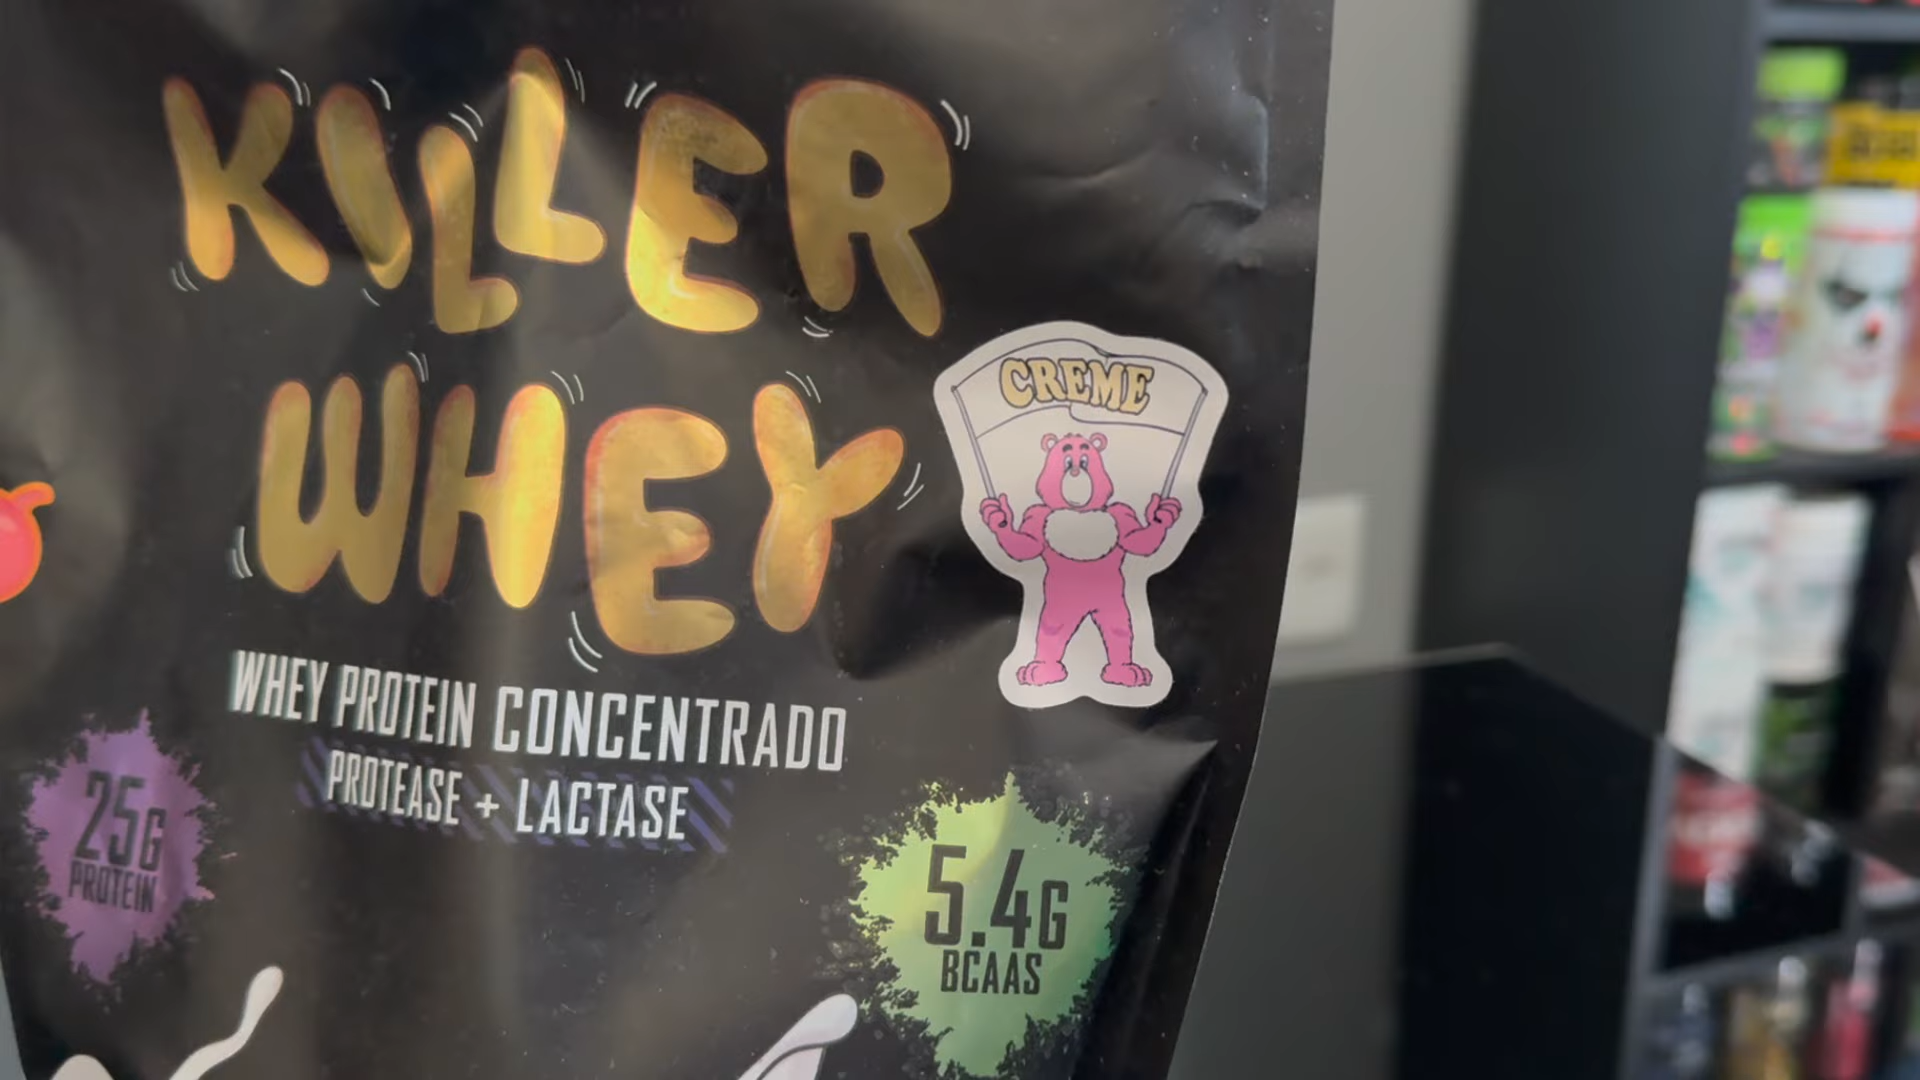 KILLER
WHEY
CREME
WHEY PROTEIN CONCENTRADO
PROTEASE + LACTASE
25G
PROTEIN
5.4G
BCAAS